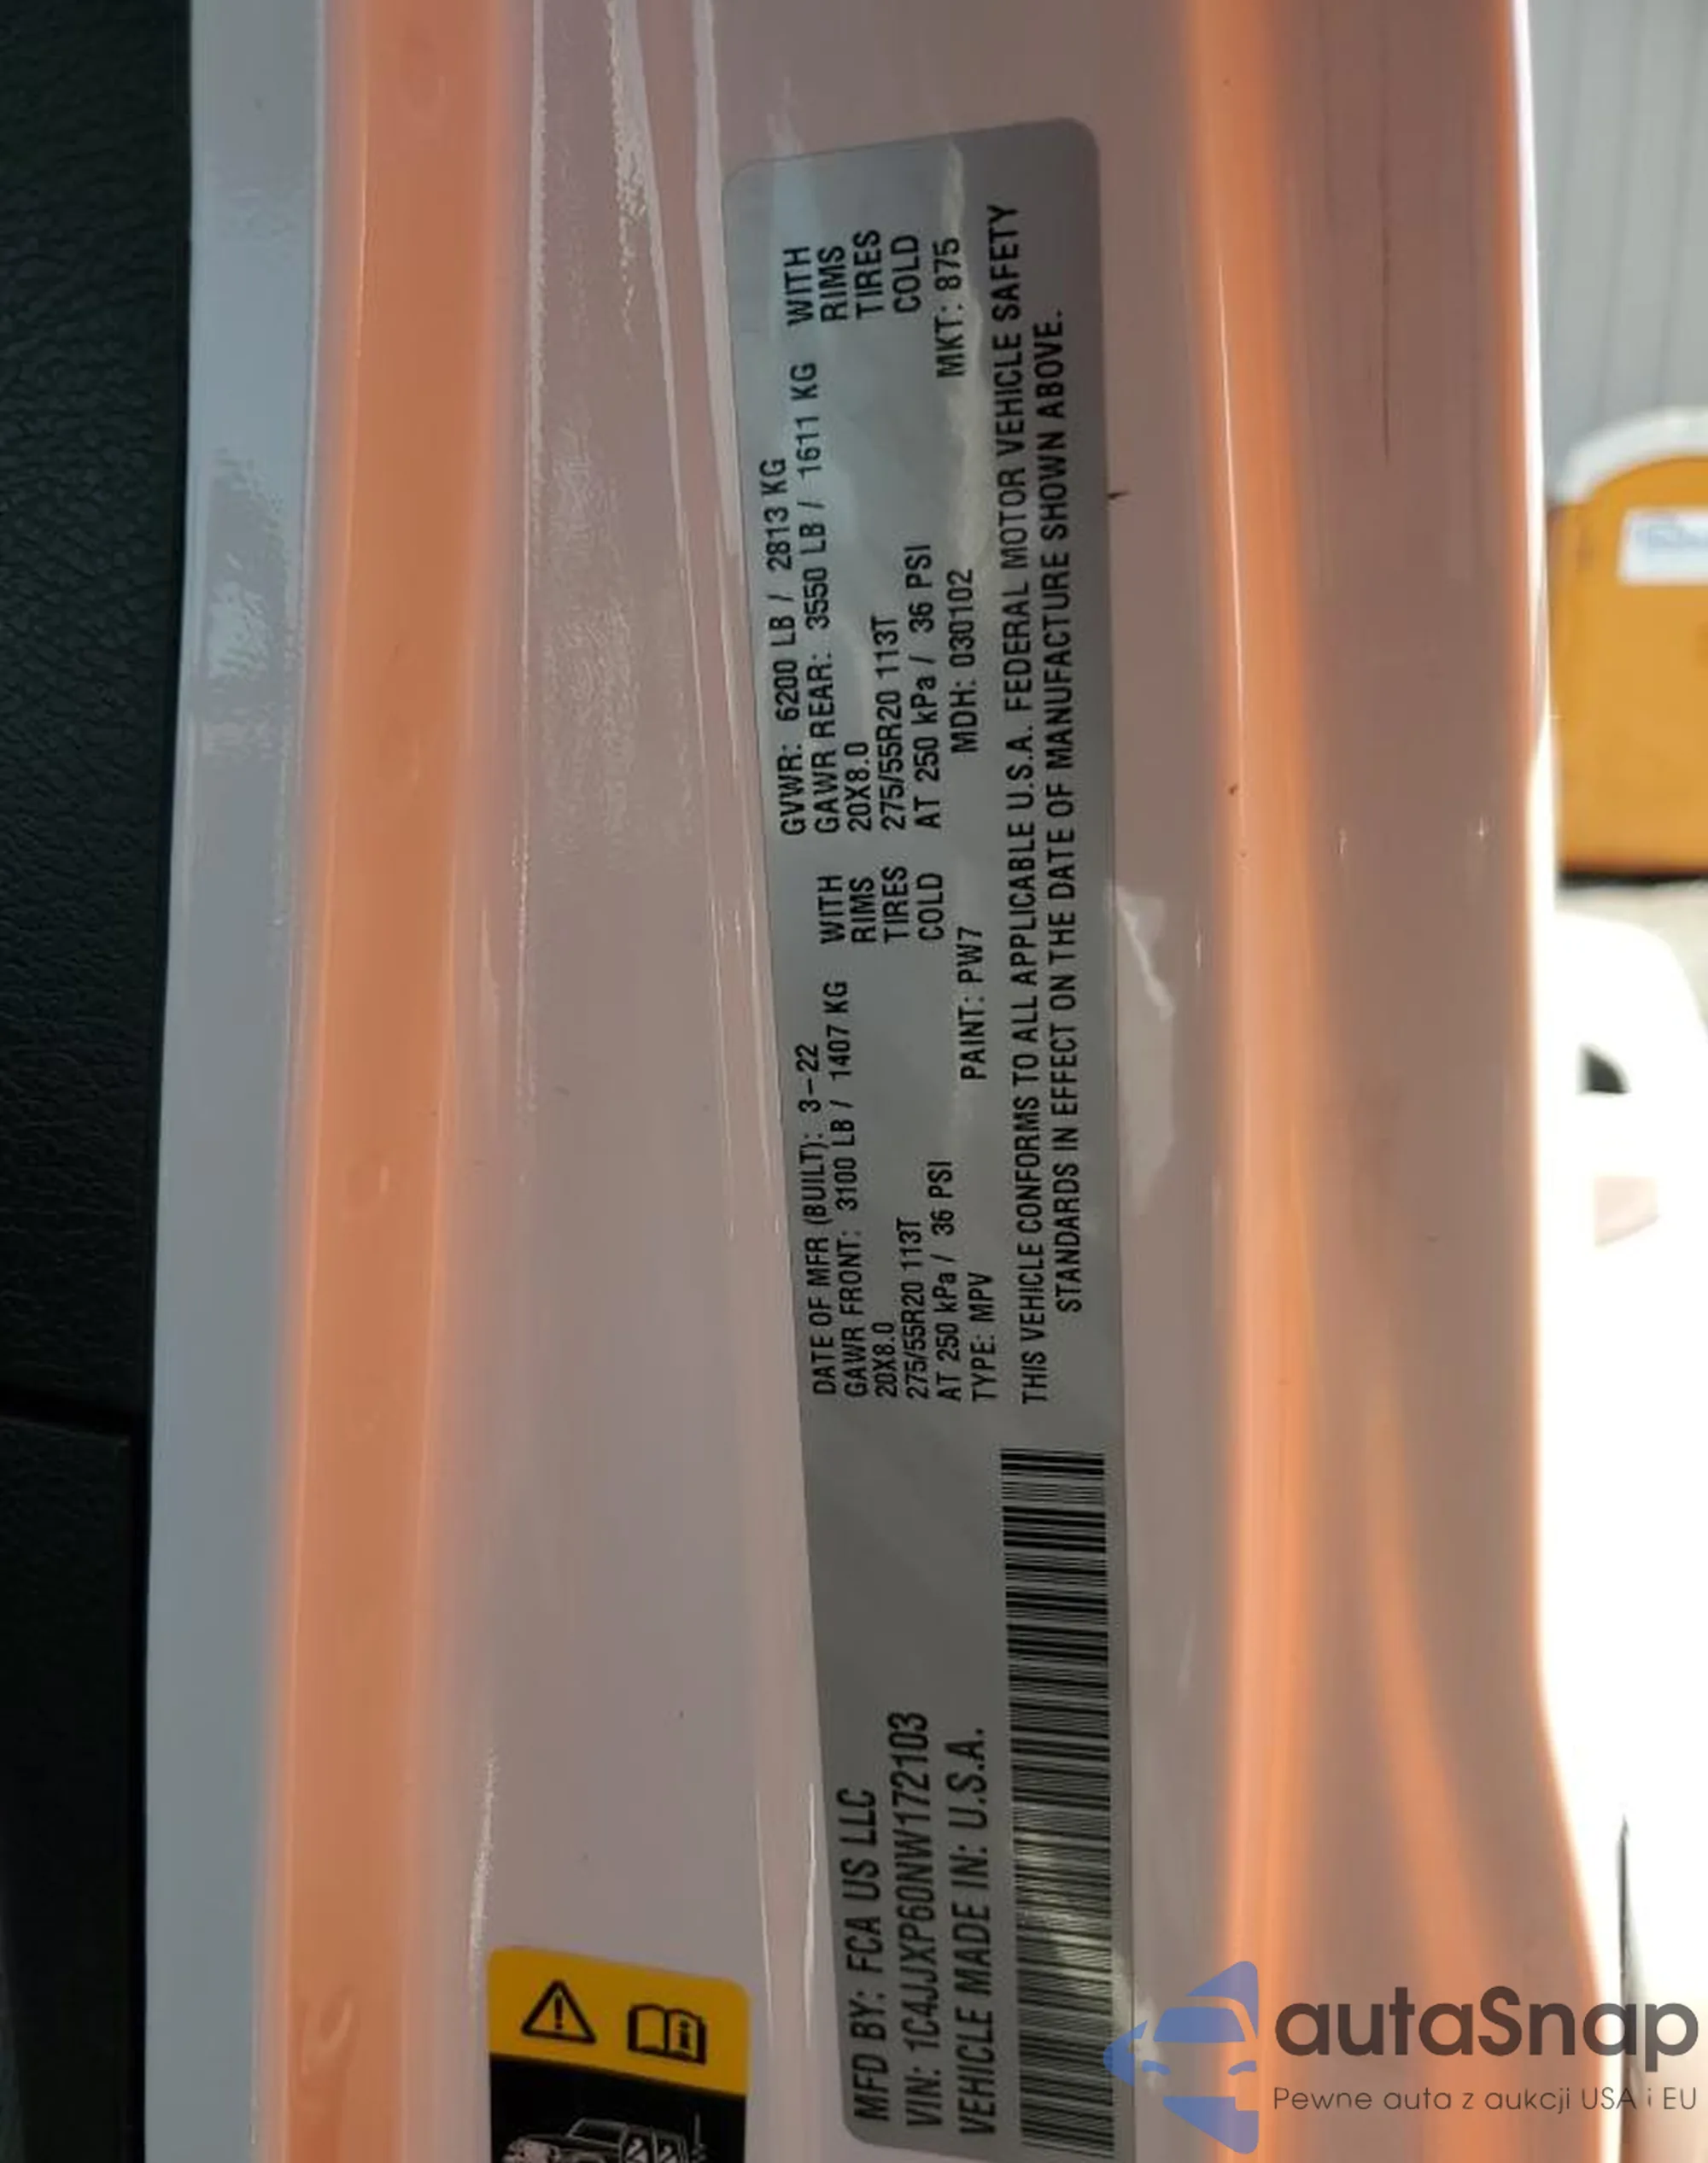 MFD BY: FCA US LLC
VIN: 1C4JJXP60NW172103
VEHICLE MADE IN: U.S.A.
DATE OF MFR (BUILT): 3-22
GAWR FRONT: 3100 LB / 1407 KG WITH
20X8.0 RIMS
275/55R20 113T TIRES
AT 250 kPa / 36 PSI COLD
GVWR: 6200 LB / 2813 KG
GAWR REAR: 3550 LB / 1611 KG WITH
20X8.0 RIMS
275/55R20 113T TIRES
AT 250 kPa / 36 PSI COLD
TYPE: MPV PAINT: PW7 MDH: 030102 MKT: 875
THIS VEHICLE CONFORMS TO ALL APPLICABLE U.S.A. FEDERAL MOTOR VEHICLE SAFETY
STANDARDS IN EFFECT ON THE DATE OF MANUFACTURE SHOWN ABOVE.
autaSnap
Pewne auta z aukcji USA i EU